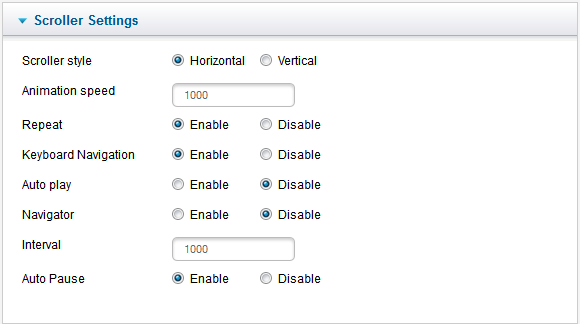 Scroller Settings
Scroller style Horizontal Vertical
Animation speed 1000
Repeat Enable Disable
Keyboard Navigation Enable Disable
Auto play Enable Disable
Navigator Enable Disable
Interval 1000
Auto Pause Enable Disable